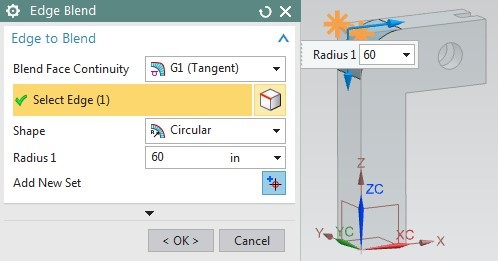 Edge Blend
Edge to Blend
Blend Face Continuity G1 (Tangent)
Select Edge (1)
Shape Circular
Radius 1 60 in
Add New Set
< OK > Cancel
Radius 1 60
Z
ZC
Y YC XC X